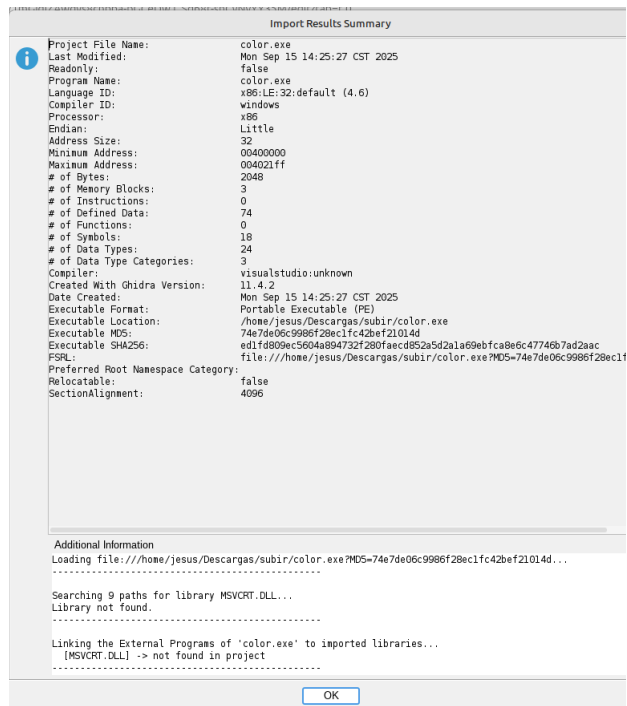 Import Results Summary
Project File Name: color.exe
Last Modified: Mon Sep 15 14:25:27 CST 2025
Readonly: false
Program Name: color.exe
Language ID: x86:LE:32:default (4.6)
Compiler ID: windows
Processor: x86
Endian: Little
Address Size: 32
Minimum Address: 00400000
Maximum Address: 004021ff
# of Bytes: 2048
# of Memory Blocks: 3
# of Instructions: 0
# of Defined Data: 74
# of Functions: 0
# of Symbols: 18
# of Data Types: 24
# of Data Type Categories: 3
Compiler: visualstudio:unknown
Created With Ghidra Version: 11.4.2
Date Created: Mon Sep 15 14:25:27 CST 2025
Executable Format: Portable Executable (PE)
Executable Location: /home/jesus/Descargas/subir/color.exe
Executable MD5: 74e7de06c9986f28ec1fc42bef21014d
Executable SHA256: ed1fd809ec5604a894732f280faecd852a5d2a1a69ebfca8e6c47746b7ad2aac
FSRL: file:///home/jesus/Descargas/subir/color.exe?MD5=74e7de06c9986f28ec1f
Preferred Root Namespace Category:
Relocatable: false
SectionAlignment: 4096
Additional Information
Loading file:///home/jesus/Descargas/subir/color.exe?MD5=74e7de06c9986f28ec1fc42bef21014d...
-----------------------------------------------
Searching 9 paths for library MSVCRT.DLL...
Library not found.
-----------------------------------------------
Linking the External Programs of 'color.exe' to imported libraries...
[MSVCRT.DLL] -> not found in project
-----------------------------------------------
OK